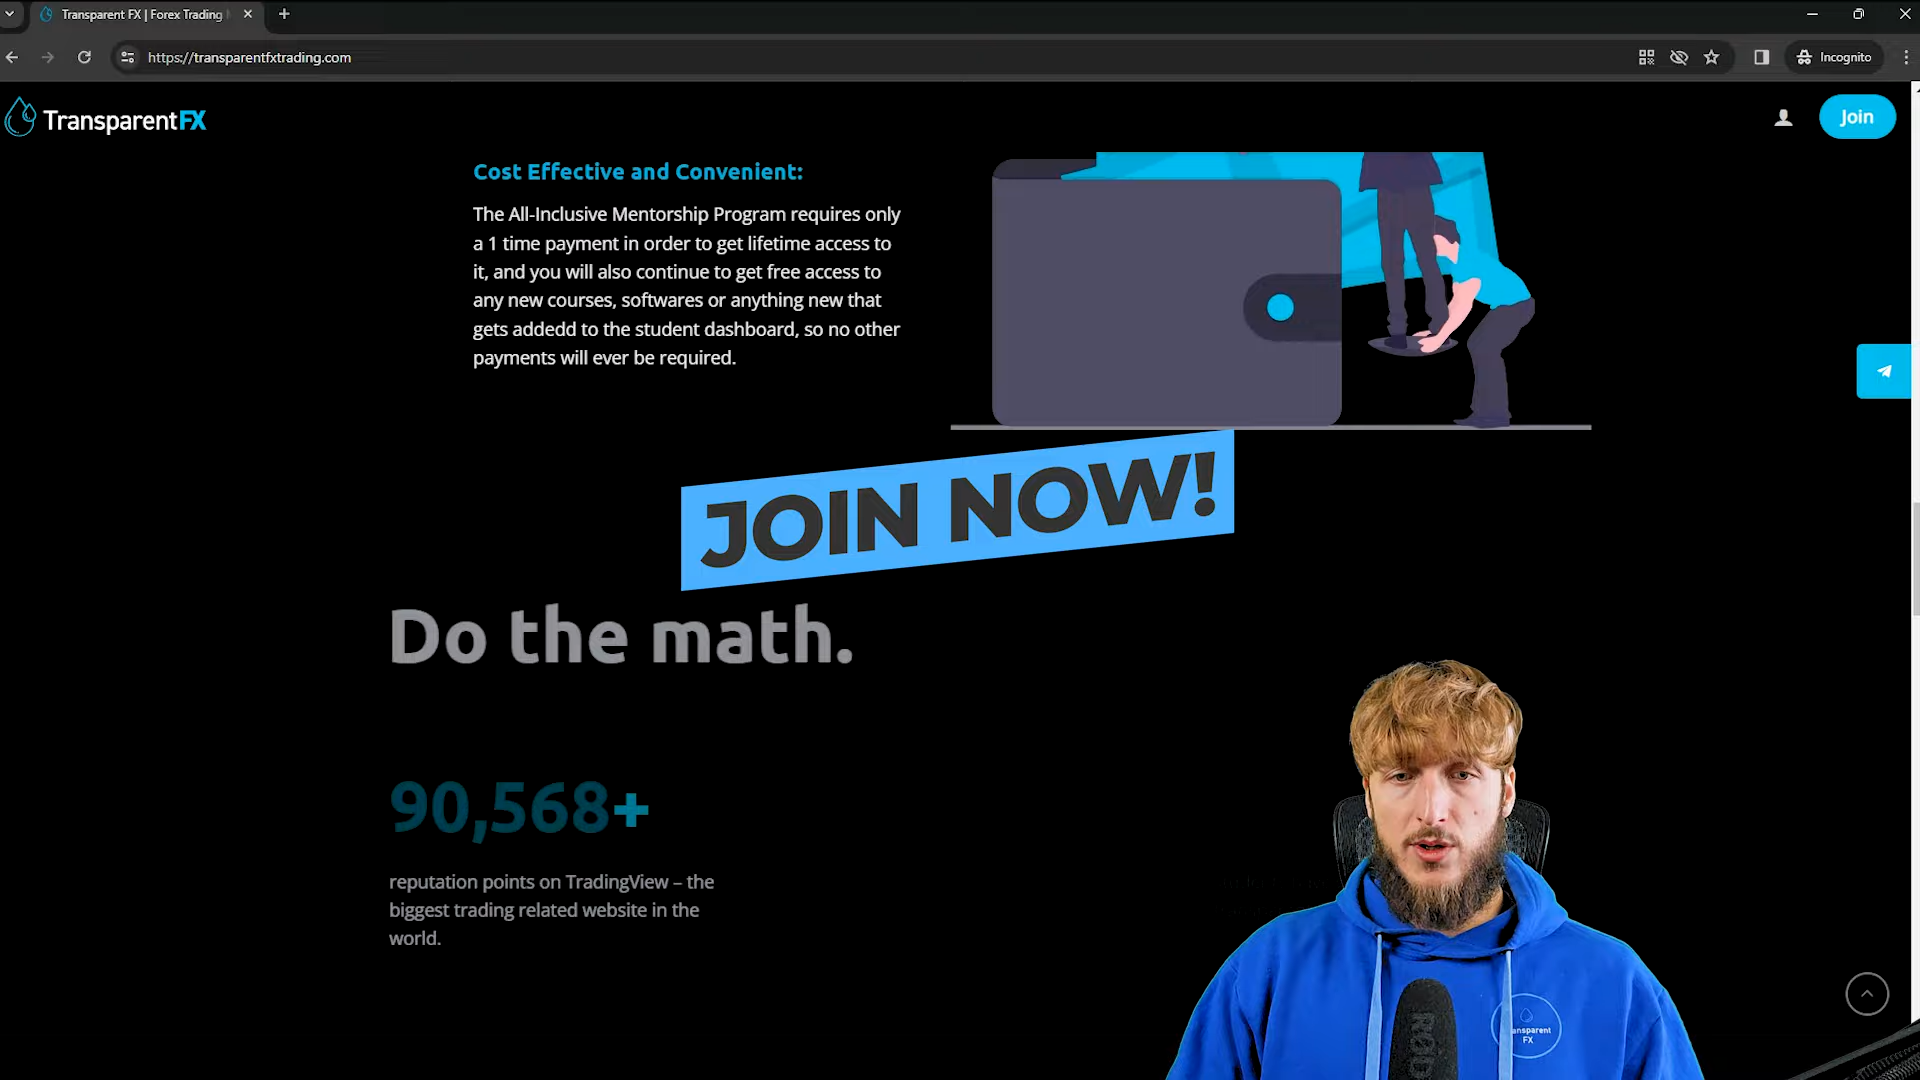 Transparent FX | Forex Trading
https://transparentfxtrading.com
Incognito
TransparentFX
Join
Cost Effective and Convenient:
The All-Inclusive Mentorship Program requires only
a 1 time payment in order to get lifetime access to
it, and you will also continue to get free access to
any new courses, softwares or anything new that
gets addedd to the student dashboard, so no other
payments will ever be required.
JOIN NOW!
Do the math.
90,568+
reputation points on TradingView – the
biggest trading related website in the
world.
FX